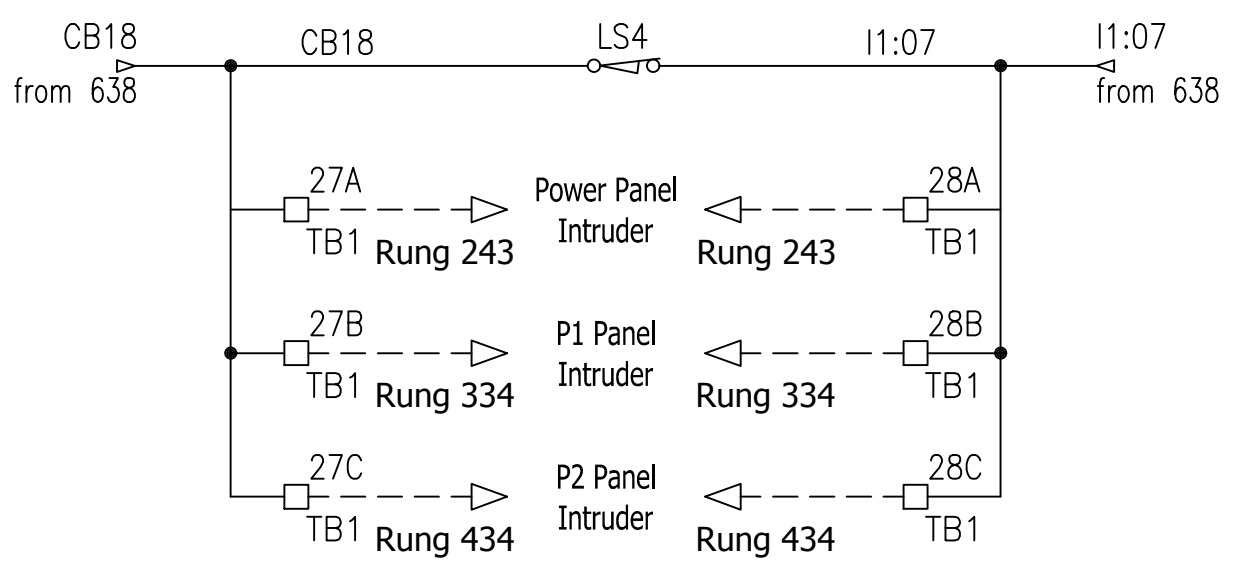 CB18
CB18
LS4
I1:07
I1:07
from 638
from 638
27A
Power Panel
28A
TB1
Rung 243
Intruder
Rung 243
TB1
27B
P1 Panel
28B
TB1
Rung 334
Intruder
Rung 334
TB1
27C
P2 Panel
28C
TB1
Rung 434
Intruder
Rung 434
TB1